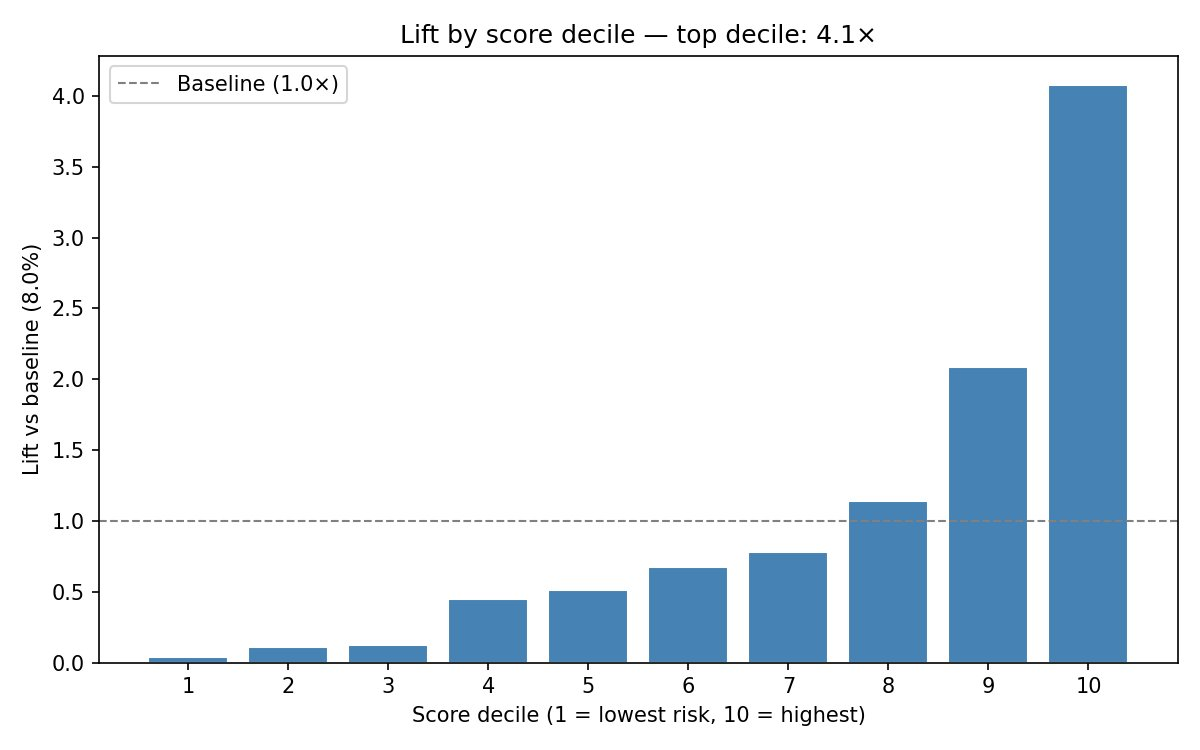 Lift by score decile — top decile: 4.1×
Baseline (1.0×)
Lift vs baseline (8.0%)
4.0
3.5
3.0
2.5
2.0
1.5
1.0
0.5
0.0
1 2 3 4 5 6 7 8 9 10
Score decile (1 = lowest risk, 10 = highest)